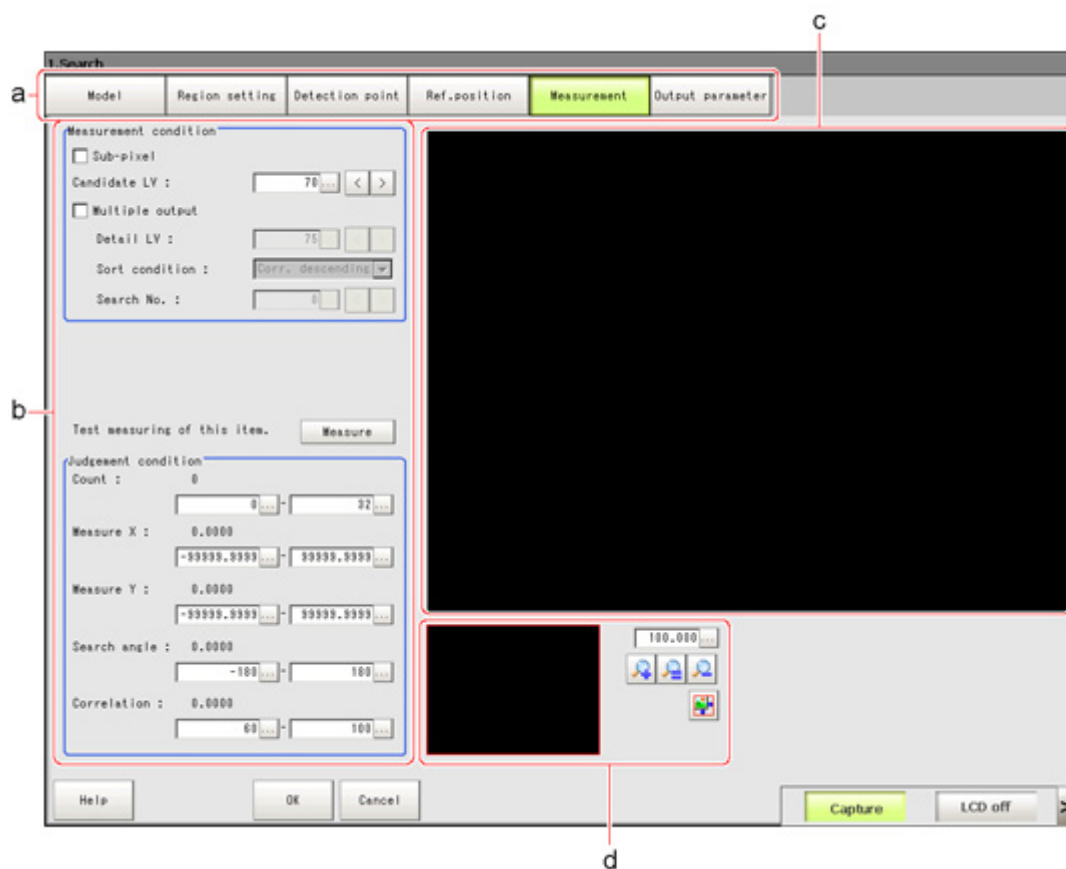 c
1.Search
a
Model Region setting Detection point Ref.position Measurement Output parameter
Measurement condition
Sub-pixel
Candidate LV : 70 ... < >
Multiple output
Detail LV : 75
Sort condition : Corr. descending
Search No. : 0
b
Test measuring of this item. Measure
Judgement condition
Count : 0
0 ... - 32 ...
Measure X : 0.0000
-99999.9999 ... - 99999.9999 ...
Measure Y : 0.0000
-99999.9999 ... - 99999.9999 ...
Search angle : 0.0000
-180 ... - 180 ...
Correlation : 0.0000
60 ... - 100 ...
100.000 ...
Help OK Cancel
Capture LCD off >
d